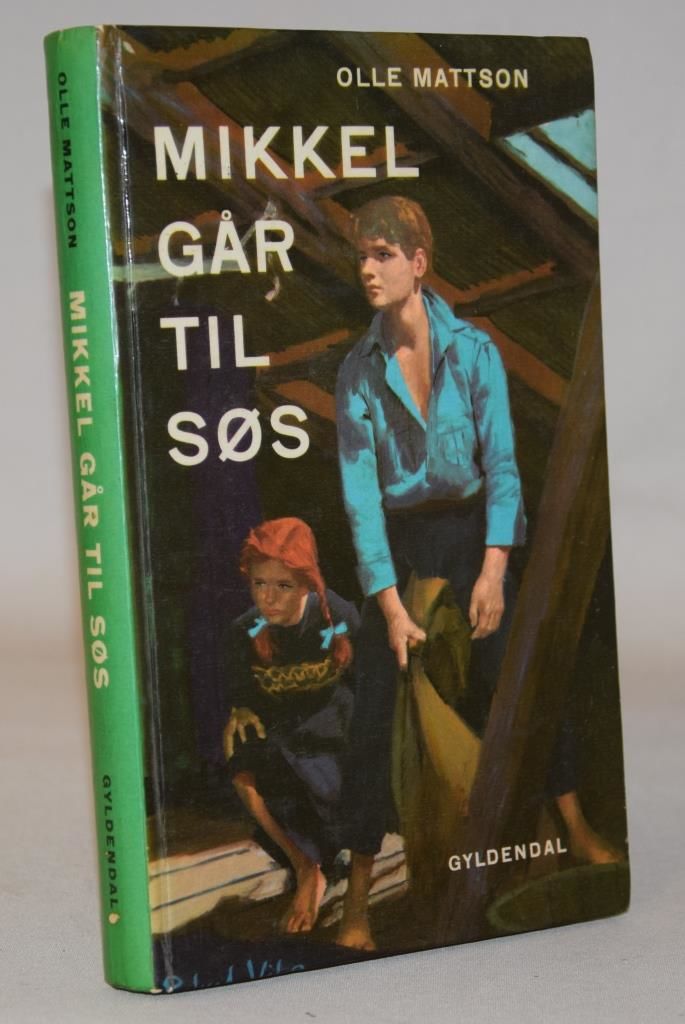 OLLE MATTSON
MIKKEL GÅR TIL SØS
GYLDENDAL
OLLE MATTSON
MIKKEL
GÅR
TIL
SØS
GYLDENDAL